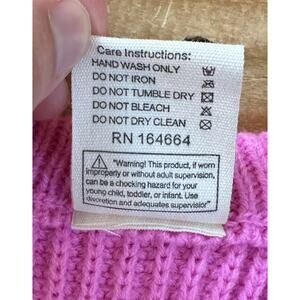 Care Instructions:
HAND WASH ONLY
DO NOT IRON
DO NOT TUMBLE DRY
DO NOT BLEACH
DO NOT DRY CLEAN
RN 164664
"Warning! This product, if worn
improperly or without adult supervision,
can be a chocking hazard for your
young child, toddler, or infant. Use
discretion and adequates supervisior"